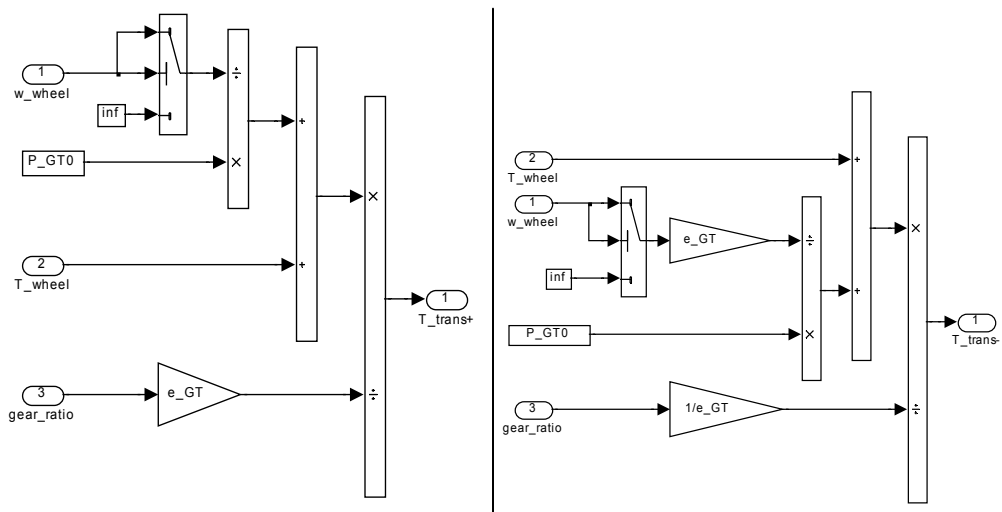 1
w_wheel
inf
÷
P_GT0
×
+
×
2
T_wheel
+
1
T_trans+
3
gear_ratio
e_GT
÷
2
T_wheel
+
1
w_wheel
×
e_GT
÷
inf
+
P_GT0
×
1
T_trans-
3
gear_ratio
1/e_GT
÷